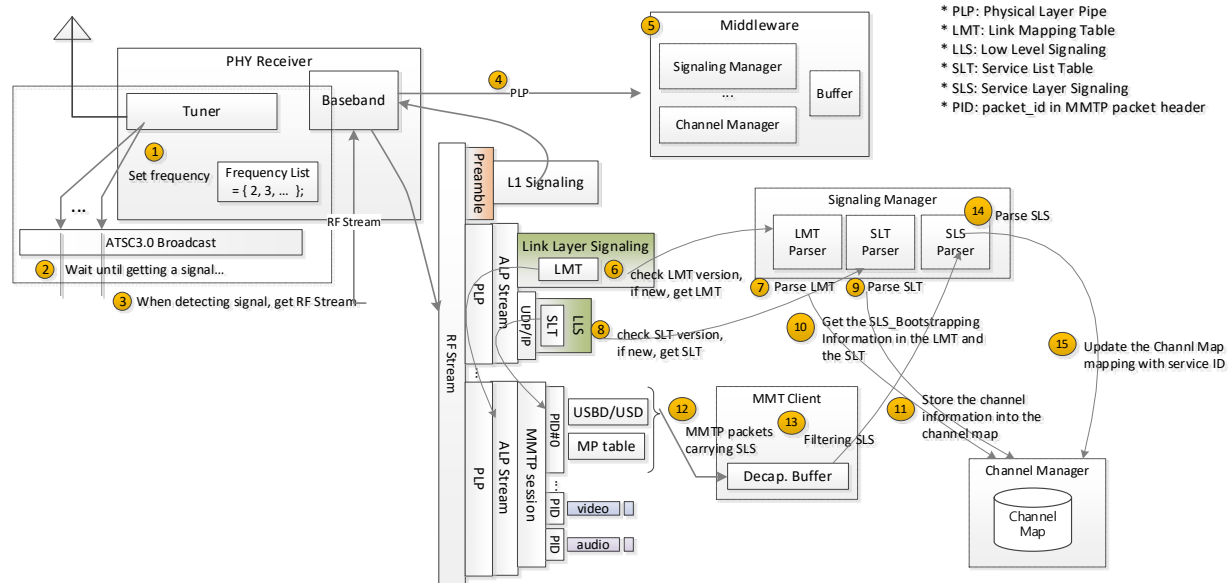 * PLP: Physical Layer Pipe
* LMT: Link Mapping Table
* LLS: Low Level Signaling
* SLT: Service List Table
* SLS: Service Layer Signaling
* PID: packet_id in MMTP packet header
5
Middleware
Signaling Manager
...
Channel Manager
Buffer
PHY Receiver
Tuner
Baseband
4
PLP
1
Set frequency
Frequency List
= { 2, 3, ... };
...
RF Stream
ATSC3.0 Broadcast
2
Wait until getting a signal...
3
When detecting signal, get RF Stream
RF Stream
Preamble
L1 Signaling
PLP
ALP Stream
Link Layer Signaling
LMT
6
check LMT version,
if new, get LMT
UDP/IP
SLT
LLS
8
check SLT version,
if new, get SLT
...
PLP
ALP Stream
MMTP session
PID#0
USBD/USD
MP table
...
PID
video
PID
audio
12
MMTP packets
carrying SLS
MMT Client
13
Filtering SLS
Decap. Buffer
Signaling Manager
LMT
Parser
SLT
Parser
SLS
Parser
14
Parse SLS
7
Parse LMT
9
Parse SLT
10
Get the SLS_Bootstrapping
Information in the LMT and
the SLT
15
Update the Channl Map
mapping with service ID
11
Store the channel
information into the
channel map
Channel Manager
Channel
Map